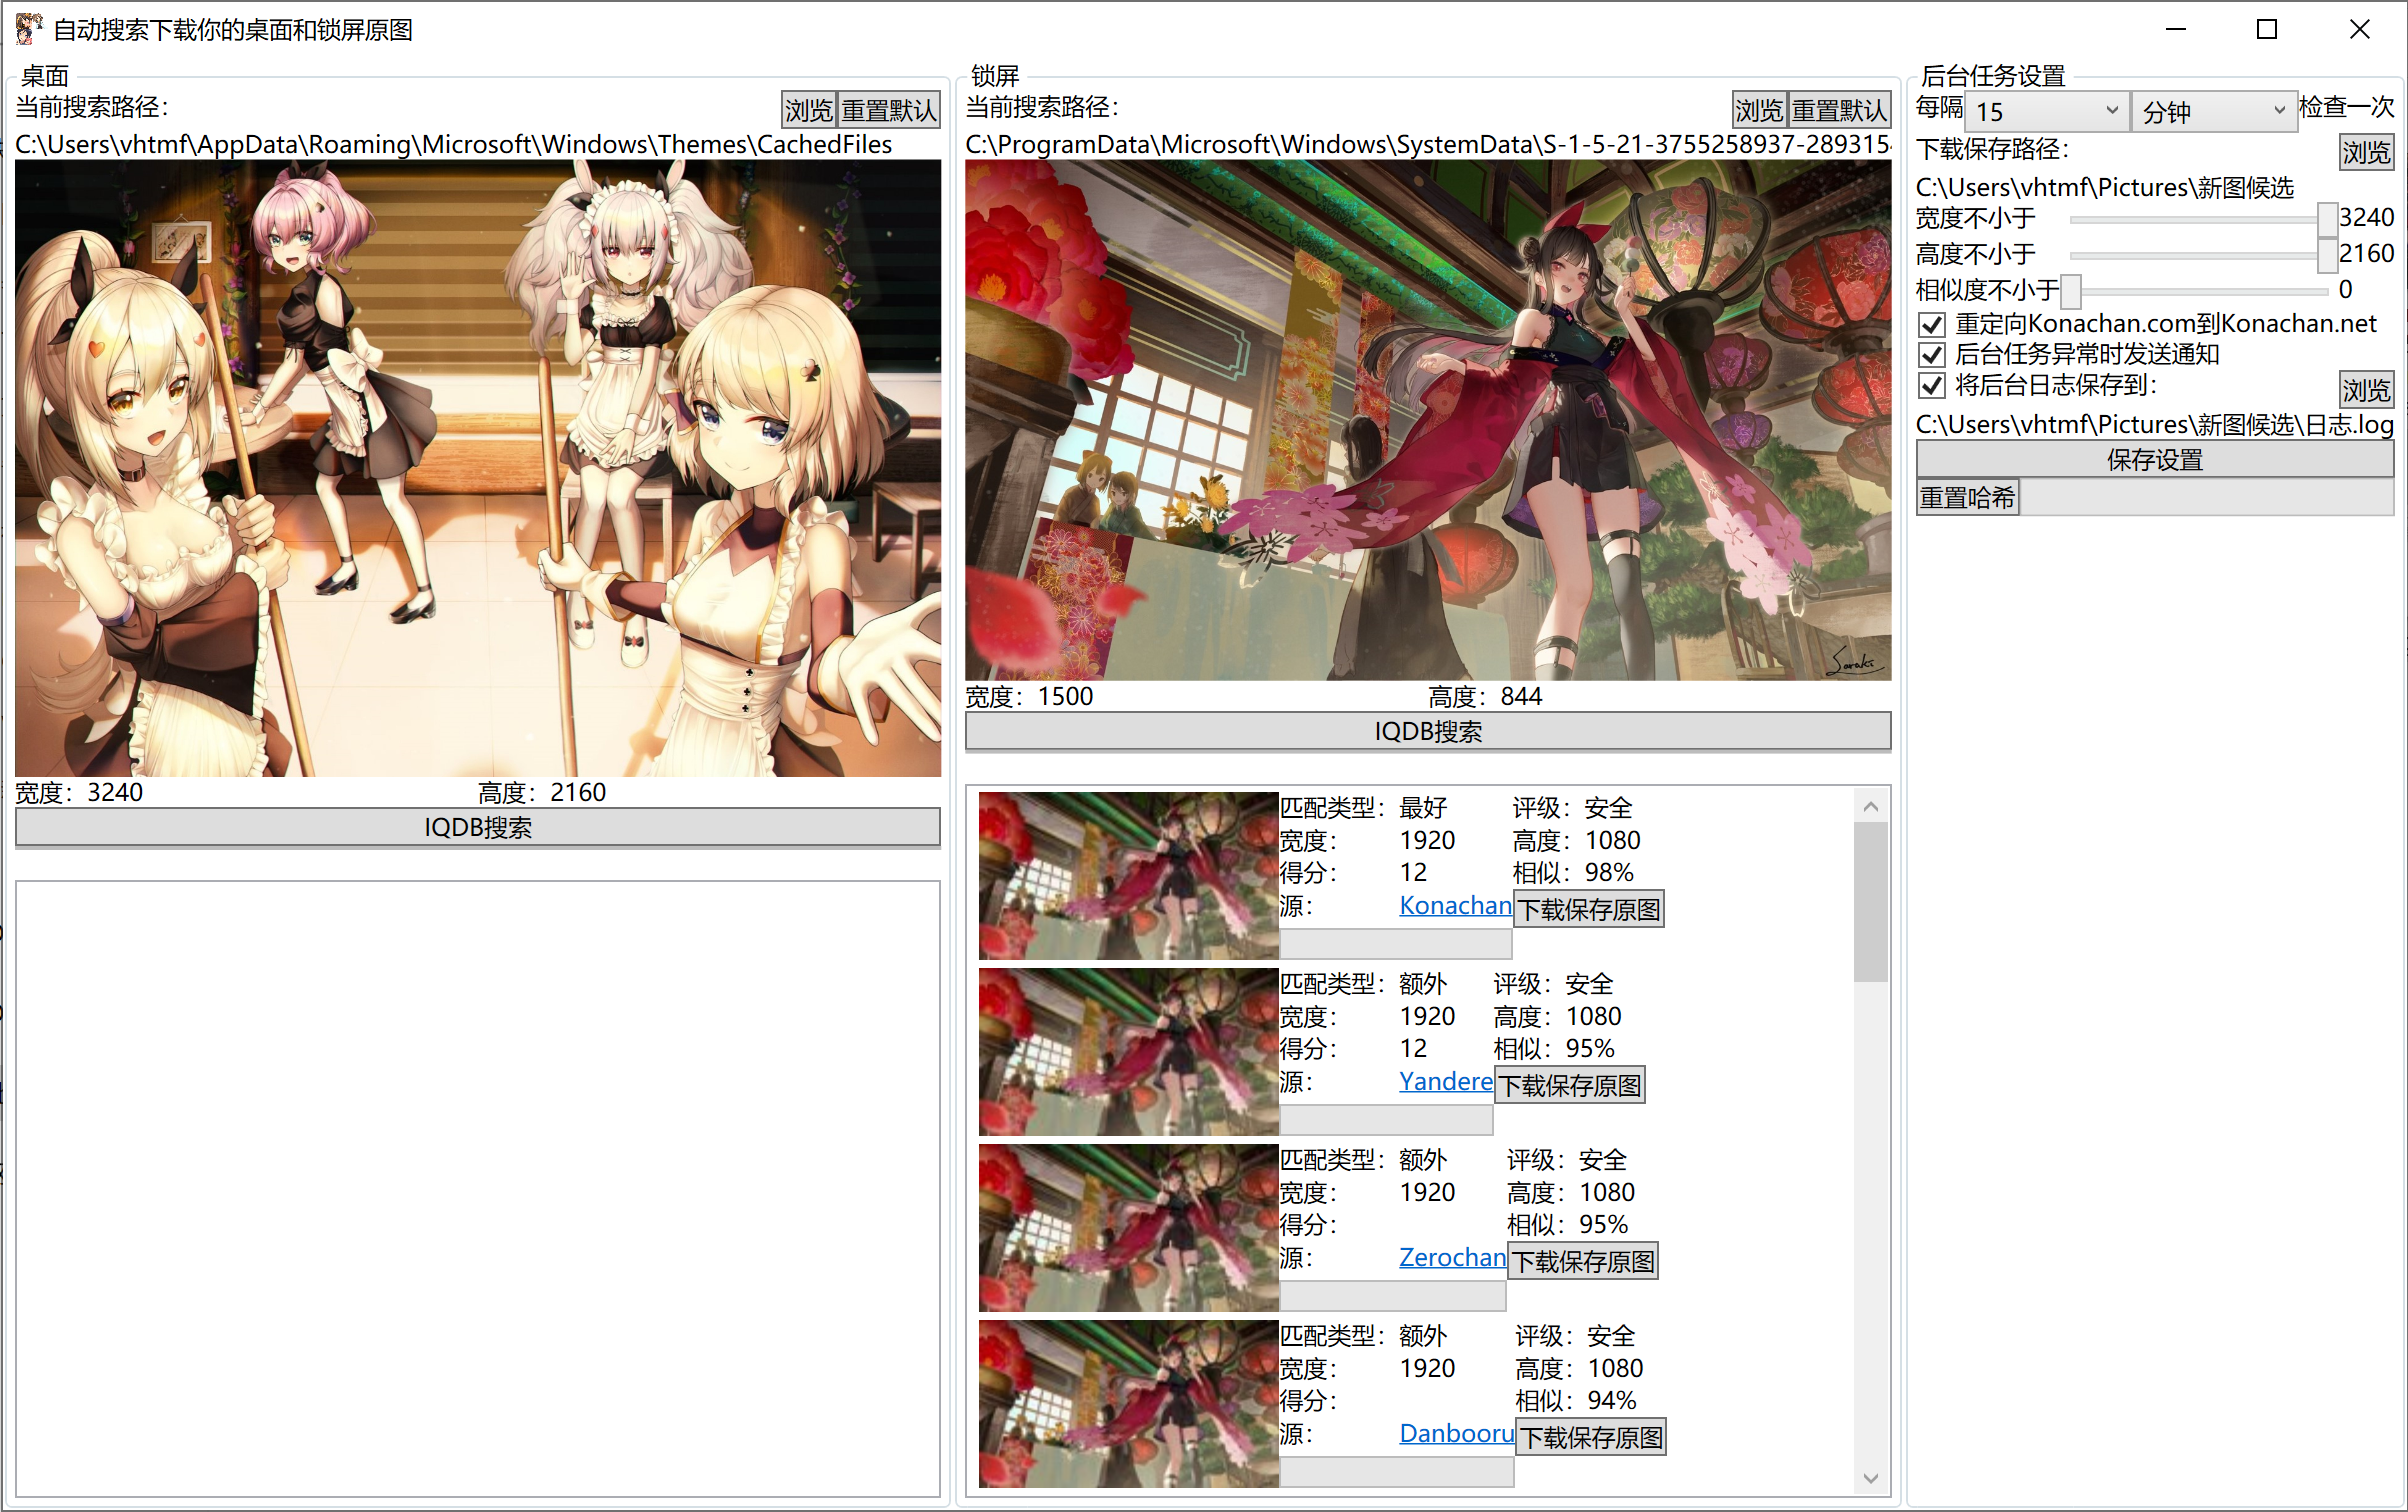 自动搜索下载你的桌面和锁屏原图
桌面
当前搜索路径：
浏览
重置默认
C:\Users\vhtmf\AppData\Roaming\Microsoft\Windows\Themes\CachedFiles
宽度：3240
高度：2160
IQDB搜索
锁屏
当前搜索路径：
浏览
重置默认
C:\ProgramData\Microsoft\Windows\SystemData\S-1-5-21-3755258937-289315
Saraki
宽度：1500
高度：844
IQDB搜索
匹配类型：最好 评级：安全
宽度：1920 高度：1080
得分：12 相似：98%
源：Konachan 下载保存原图
匹配类型：额外 评级：安全
宽度：1920 高度：1080
得分：12 相似：95%
源：Yandere 下载保存原图
匹配类型：额外 评级：安全
宽度：1920 高度：1080
得分： 相似：95%
源：Zerochan 下载保存原图
匹配类型：额外 评级：安全
宽度：1920 高度：1080
得分： 相似：94%
源：Danbooru 下载保存原图
后台任务设置
每隔 15 分钟 检查一次
下载保存路径： 浏览
C:\Users\vhtmf\Pictures\新图候选
宽度不小于 3240
高度不小于 2160
相似度不小于 0
重定向Konachan.com到Konachan.net
后台任务异常时发送通知
将后台日志保存到： 浏览
C:\Users\vhtmf\Pictures\新图候选\日志.log
保存设置
重置哈希